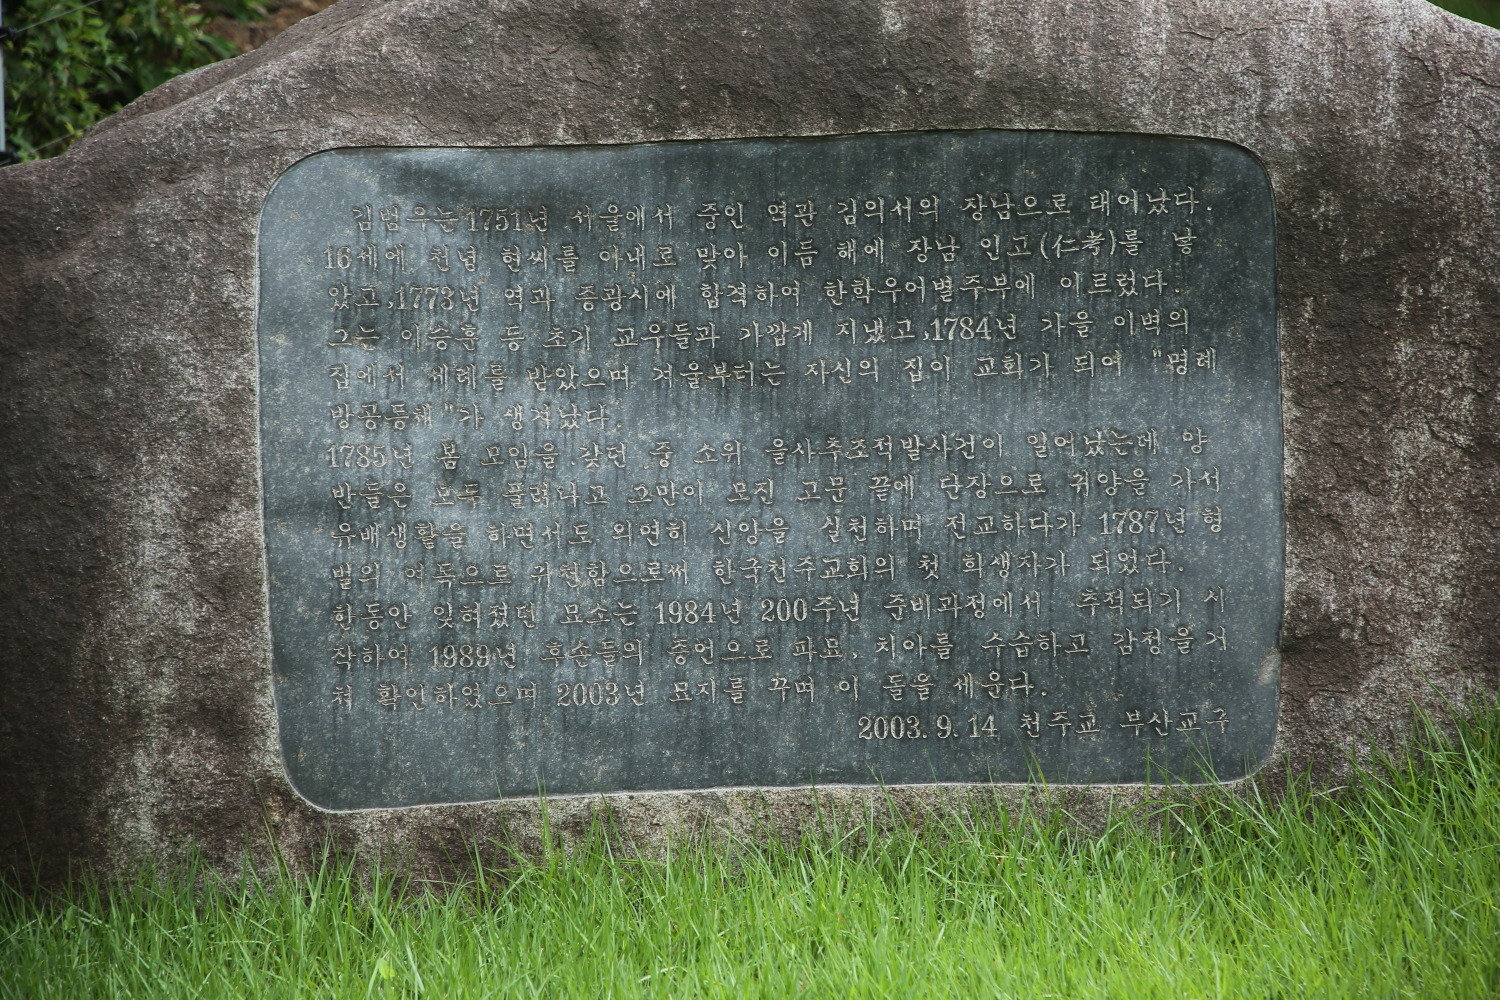 김범우는 1751년 서울에서 중인 역관 김의서의 장남으로 태어났다.
16세에 천녕 현씨를 아내로 맞아 이듬 해에 장남 인고(仁考)를 낳
았고,1773년 역과 증광시에 합격하여 한학우어별주부에 이르렀다.
그는 이승훈 등 초기 교우들과 가깝게 지냈고,1784년 가을 이벽의
집에서 세례를 받았으며 겨울부터는 자신의 집이 교회가 되어 "명례
방공동체"가 생겨났다.
1785년 봄 모임을 갖던 중 소위 을사추조적발사건이 일어났는데 양
반들은 모두 풀려나고 그만이 모진 고문 끝에 단장으로 귀양을 가서
유배생활을 하면서도 의연히 신앙을 실천하며 전교하다가 1787년 형
벌의 여독으로 귀천함으로써 한국천주교회의 첫 희생자가 되었다.
한동안 잊혀졌던 묘소는 1984년 200주년 준비과정에서 추적되기 시
작하여 1989년 후손들의 증언으로 파묘, 치아를 수습하고 감정을 거
쳐 확인하였으며 2003년 묘지를 꾸며 이 돌을 세운다.
2003. 9. 14 천주교 부산교구